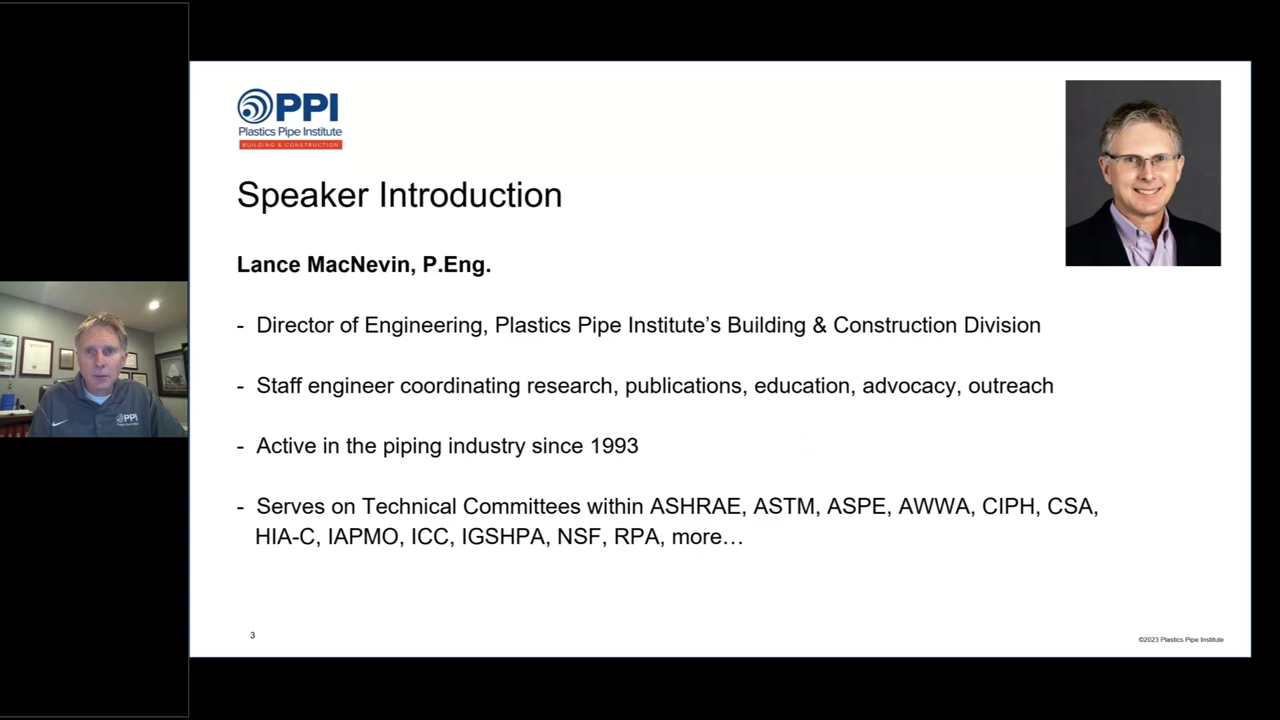 PPI
Plastics Pipe Institute
BUILDING & CONSTRUCTION
Speaker Introduction
Lance MacNevin, P.Eng.
- Director of Engineering, Plastics Pipe Institute’s Building & Construction Division
- Staff engineer coordinating research, publications, education, advocacy, outreach
- Active in the piping industry since 1993
- Serves on Technical Committees within ASHRAE, ASTM, ASPE, AWWA, CIPH, CSA,
HIA-C, IAPMO, ICC, IGSHPA, NSF, RPA, more…
PPI
3
©2023 Plastics Pipe Institute